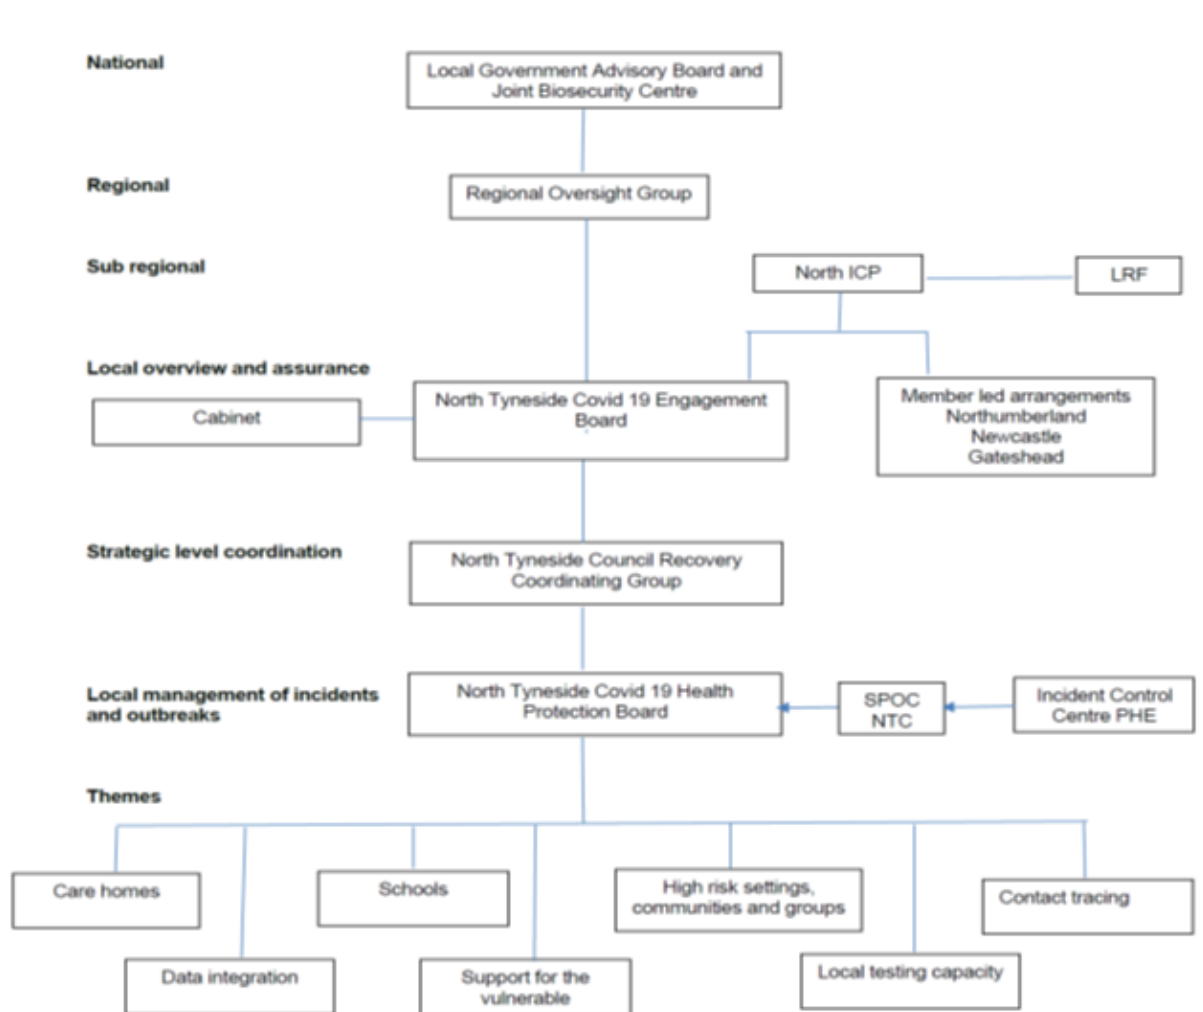 National
Local Government Advisory Board and
Joint Biosecurity Centre
Regional
Regional Oversight Group
Sub regional
North ICP
LRF
Local overview and assurance
Cabinet
North Tyneside Covid 19 Engagement
Board
Member led arrangements
Northumberland
Newcastle
Gateshead
Strategic level coordination
North Tyneside Council Recovery
Coordinating Group
Local management of incidents
and outbreaks
North Tyneside Covid 19 Health
Protection Board
SPOC
NTC
Incident Control
Centre PHE
Themes
Care homes
Schools
High risk settings,
communities and groups
Contact tracing
Data integration
Support for the
vulnerable
Local testing capacity